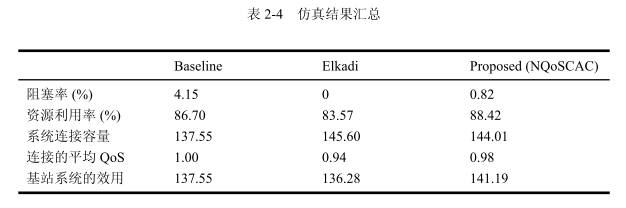 表 2-4 仿真结果汇总
Baseline Elkadi Proposed (NQoSCAC)
阻塞率 (%) 4.15 0 0.82
资源利用率 (%) 86.70 83.57 88.42
系统连接容量 137.55 145.60 144.01
连接的平均 QoS 1.00 0.94 0.98
基站系统的效用 137.55 136.28 141.19